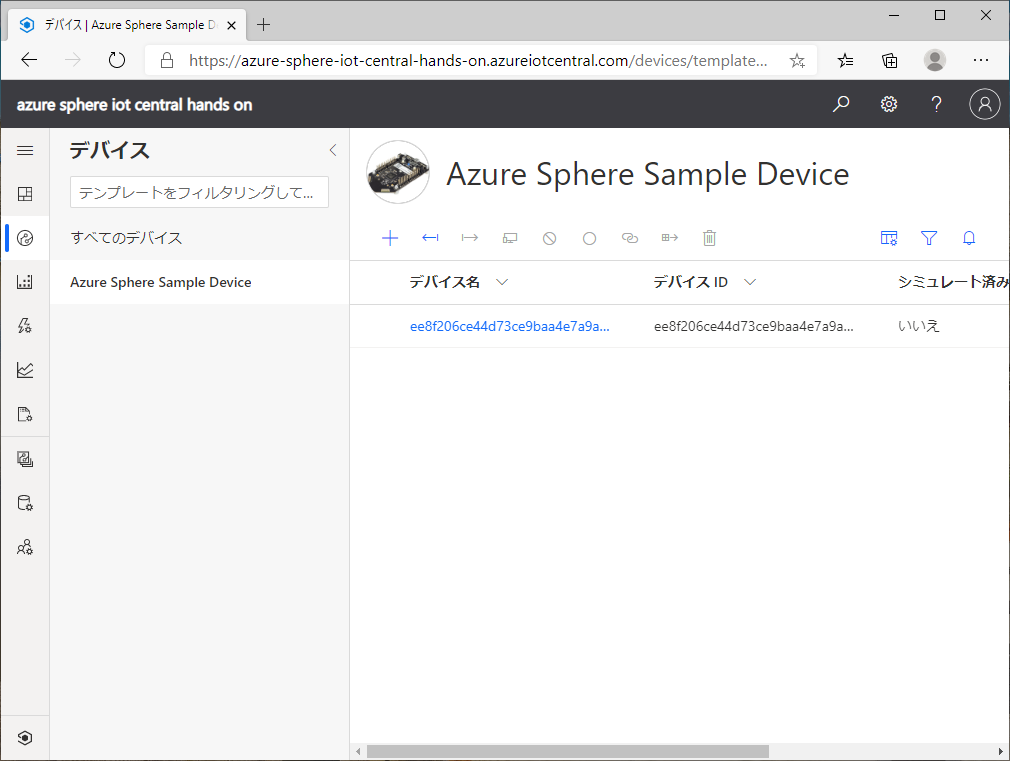 デバイス | Azure Sphere Sample D
https://azure-sphere-iot-central-hands-on.azureiotcentral.com/devices/template...
azure sphere iot central hands on
デバイス
テンプレートをフィルタリングして...
すべてのデバイス
Azure Sphere Sample Device
Azure Sphere Sample Device
デバイス名 デバイス ID シミュレート済み
ee8f206ce44d73ce9baa4e7a9a... ee8f206ce44d73ce9baa4e7a9a... いいえ